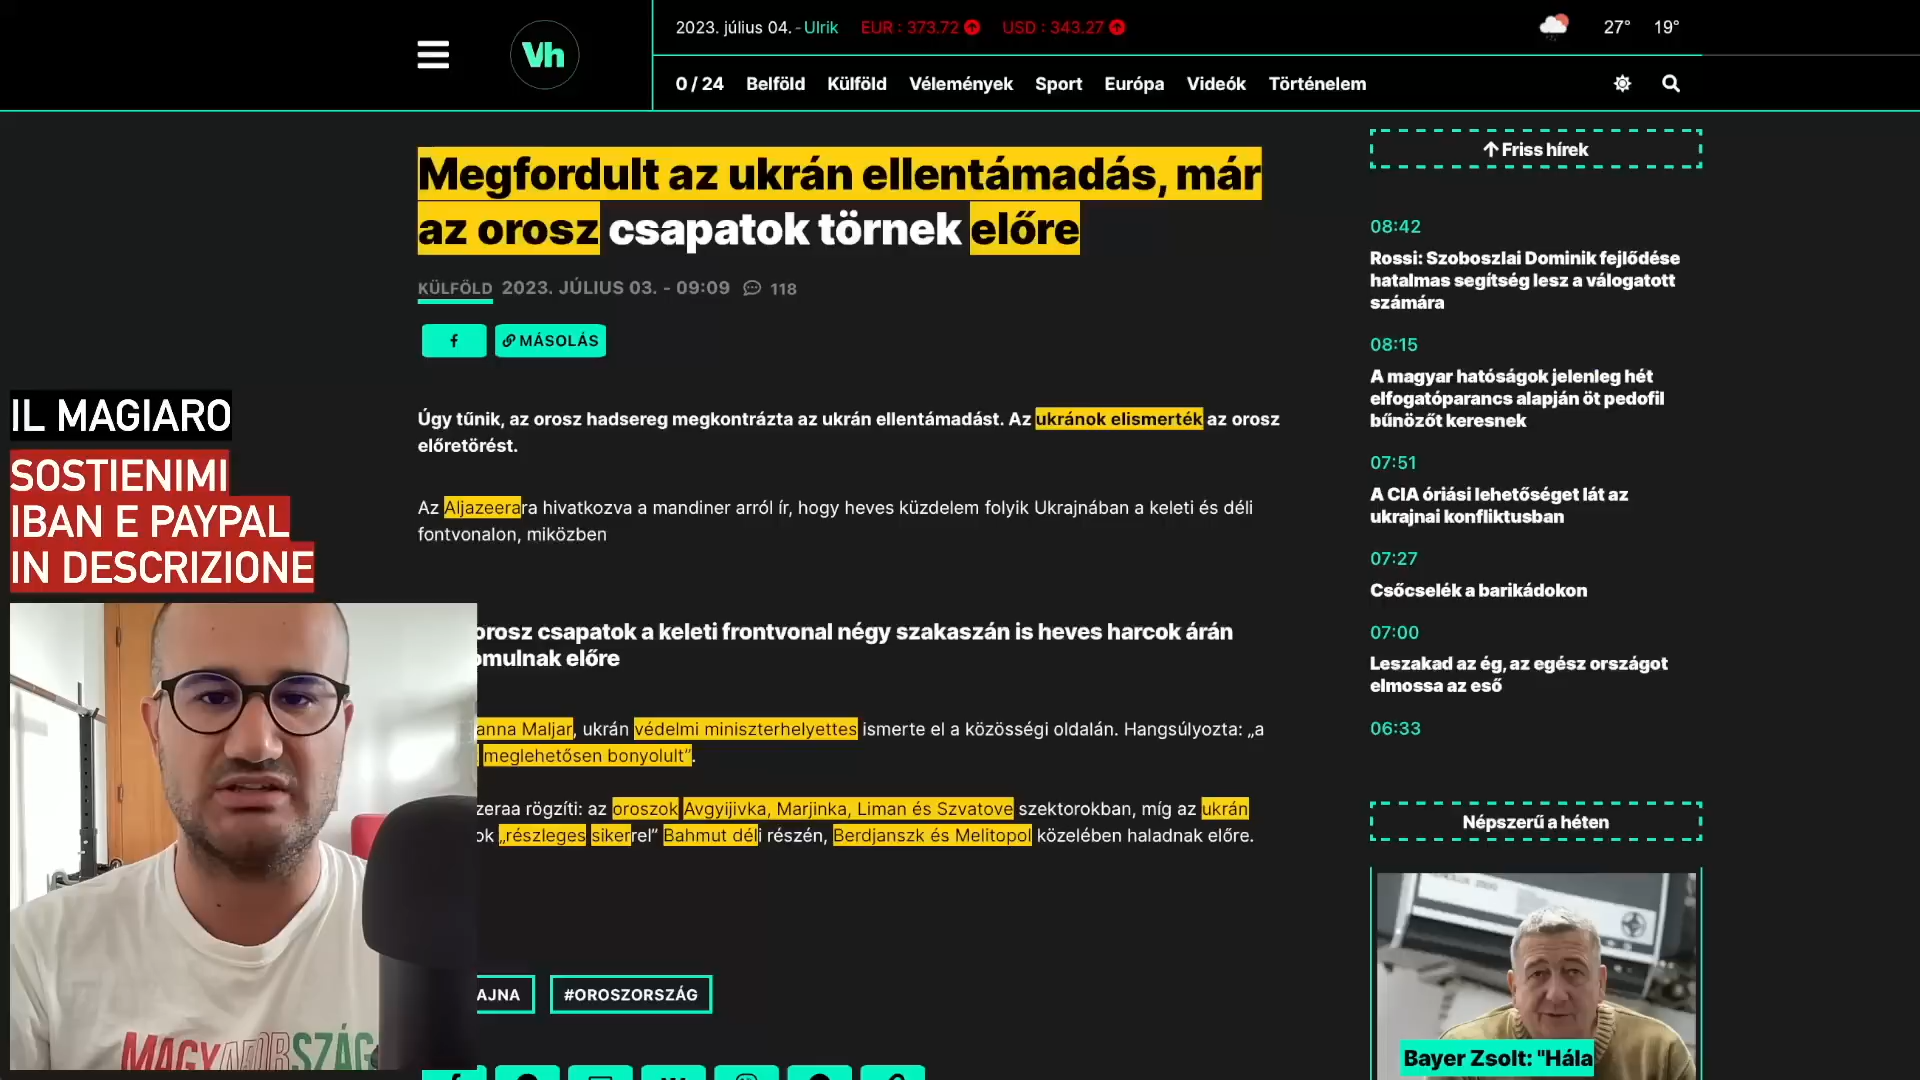 Vh
2023. július 04. - Ulrik EUR : 373.72 USD : 343.27 27° 19°
0 / 24 Belföld Külföld Vélemények Sport Európa Videók Történelem
Megfordult az ukrán ellentámadás, már
az orosz csapatok törnek előre
KÜLFÖLD 2023. JÚLIUS 03. - 09:09 118
f MÁSOLÁS
Úgy tűnik, az orosz hadsereg megkontrázta az ukrán ellentámadást. Az ukránok elismerték az orosz
előretörést.
Az Aljazeerara hivatkozva a mandiner arról ír, hogy heves küzdelem folyik Ukrajnában a keleti és déli
fontvonalon, miközben
orosz csapatok a keleti frontvonal négy szakaszán is heves harcok árán
omulnak előre
anna Maljar, ukrán védelmi miniszterhelyettes ismerte el a közösségi oldalán. Hangsúlyozta: „a
meglehetősen bonyolult”.
zeraa rögzíti: az oroszok Avgyijivka, Marjinka, Liman és Szvatove szektorokban, míg az ukrán
ok „részleges sikerrel” Bahmut déli részén, Berdjanszk és Melitopol közelében haladnak előre.
AJNA #OROSZORSZÁG
IL MAGIARO
SOSTIENIMI
IBAN E PAYPAL
IN DESCRIZIONE
MAGYARORSZÁG
Friss hírek
08:42
Rossi: Szoboszlai Dominik fejlődése
hatalmas segítség lesz a válogatott
számára
08:15
A magyar hatóságok jelenleg hét
elfogatóparancs alapján öt pedofil
bűnözőt keresnek
07:51
A CIA óriási lehetőséget lát az
ukrajnai konfliktusban
07:27
Csőcselék a barikádokon
07:00
Leszakad az ég, az egész országot
elmossa az eső
06:33
Népszerű a héten
Bayer Zsolt: "Hála